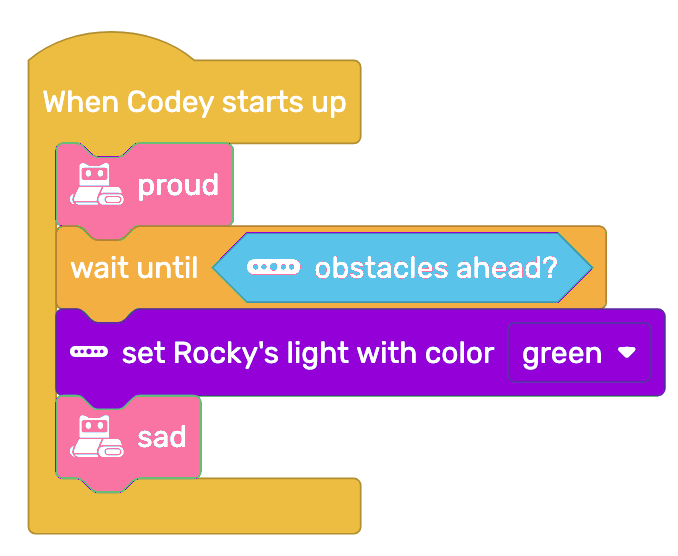 When Codey starts up
proud
wait until obstacles ahead?
set Rocky's light with color green
sad